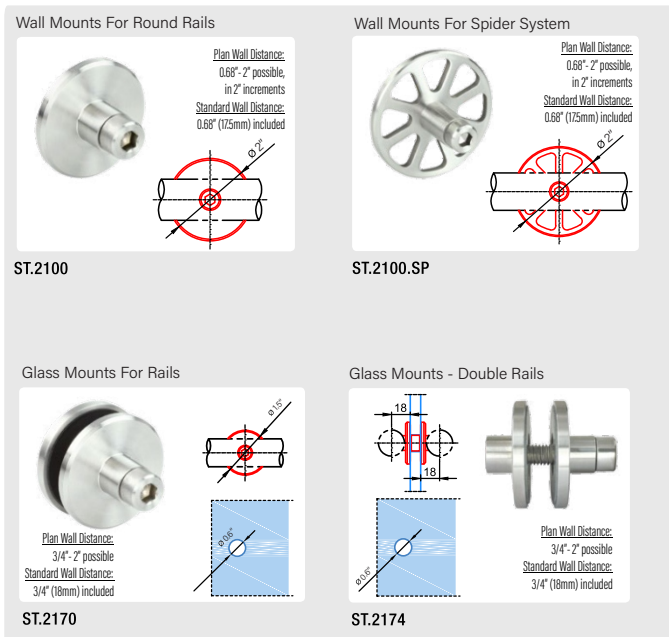 Wall Mounts For Round Rails
Plan Wall Distance:
0.68"- 2" possible,
in 2" increments
Standard Wall Distance:
0.68" (17.5mm) included
Ø 2"
ST.2100
Wall Mounts For Spider System
Plan Wall Distance:
0.68"- 2" possible,
in 2" increments
Standard Wall Distance:
0.68" (17.5mm) included
Ø 2"
ST.2100.SP
Glass Mounts For Rails
Ø 1.5"
Ø 0.6"
Plan Wall Distance:
3/4"- 2" possible
Standard Wall Distance:
3/4" (18mm) included
ST.2170
Glass Mounts - Double Rails
18
18
Ø 0.6"
Plan Wall Distance:
3/4"- 2" possible
Standard Wall Distance:
3/4" (18mm) included
ST.2174